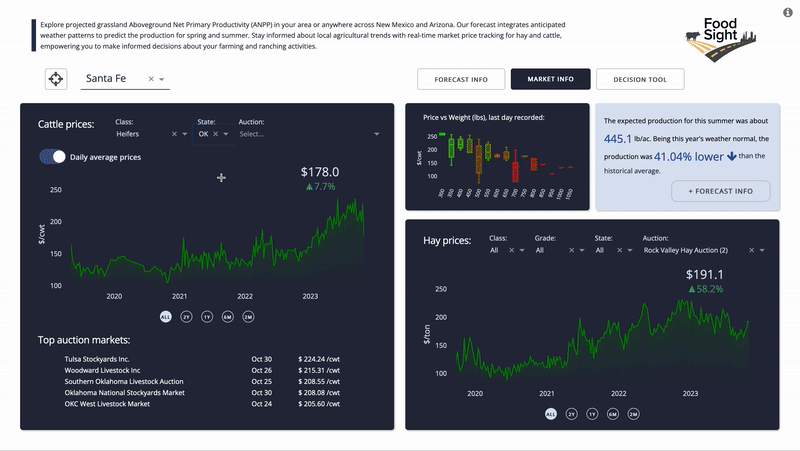 Explore projected grassland Aboveground Net Primary Productivity (ANPP) in your area or anywhere across New Mexico and Arizona. Our forecast integrates anticipated
weather patterns to predict the production for spring and summer. Stay informed about local agricultural trends with real-time market price tracking for hay and cattle,
empowering you to make informed decisions about your farming and ranching activities.
Food
Sight
Santa Fe
FORECAST INFO
MARKET INFO
DECISION TOOL
Cattle prices:
Class:
Heifers
State:
OK
Auction:
Select...
Daily average prices
$178.0
▲7.7%
$/cwt
250
200
150
100
2020 2021 2022 2023
ALL 2Y 1Y 6M 2M
Top auction markets:
Tulsa Stockyards Inc. Oct 30 $ 224.24 /cwt
Woodward Livestock Inc Oct 26 $ 215.31 /cwt
Southern Oklahoma Livestock Auction Oct 25 $ 208.55 /cwt
Oklahoma National Stockyards Market Oct 30 $ 208.08 /cwt
OKC West Livestock Market Oct 24 $ 205.60 /cwt
Price vs Weight (lbs), last day recorded:
$/cwt
250
200
150
100
300 350 400 450 500 550 600 650 700 750 800 850 900 950 1000 1050
The expected production for this summer was about
445.1 lb/ac. Being this year's weather normal, the
production was 41.04% lower than the
historical average.
+ FORECAST INFO
Hay prices:
Class:
All
Grade:
All
State:
All
Auction:
Rock Valley Hay Auction (2)
$191.1
▲58.2%
$/ton
250
200
150
100
2020 2021 2022 2023
ALL 2Y 1Y 6M 2M